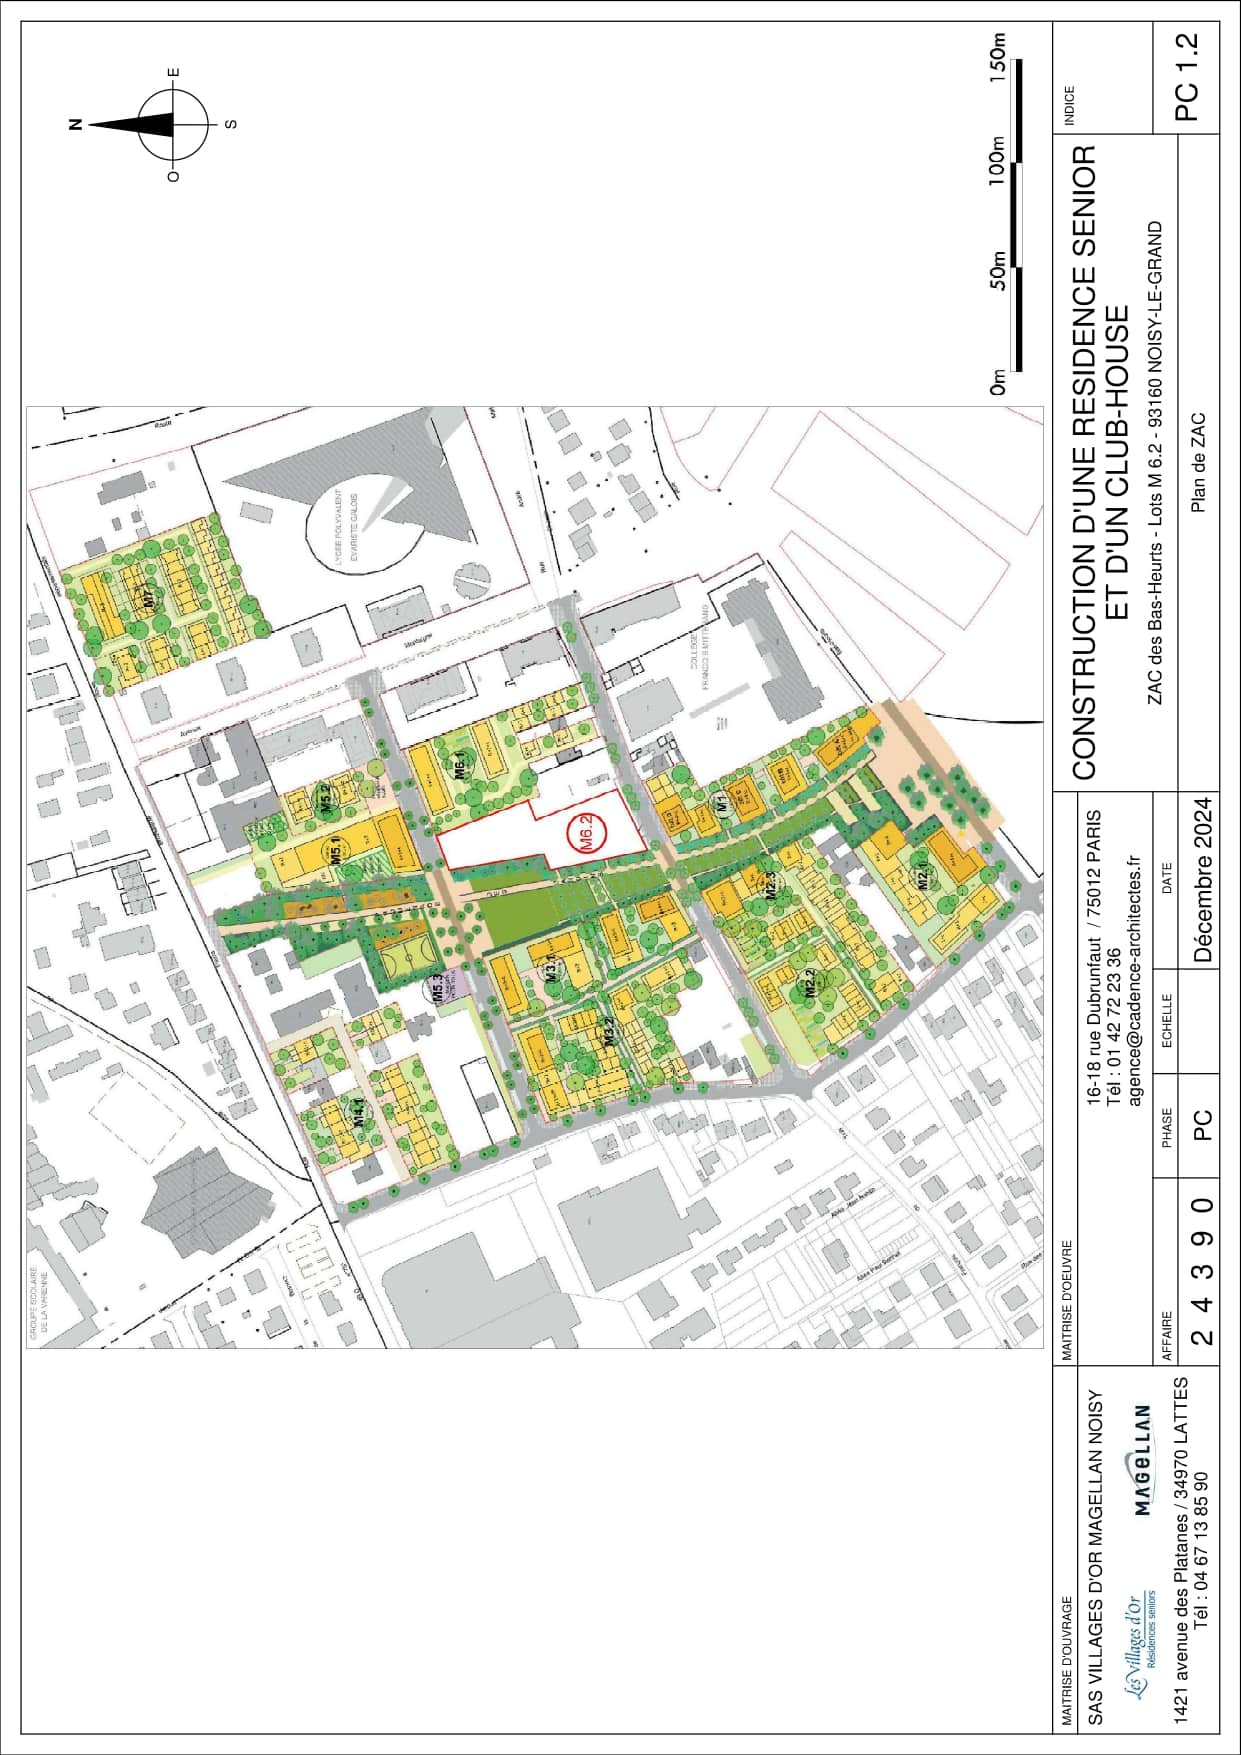 N
E
S
O
0m
50m
100m
150m
GROUPE SCOLAIRE
DE LA VARENNE
LYCEE POLYVALENT
EVARISTE GALOIS
COLLEGE
FRANCOIS MITTERAND
Montaigne
Avenue
M7
M5.2
M5.1
M5.3
M4.1
M6.1
M6.2
M3.1
M3.2
M1
M2.3
M2.2
M2.1
MAITRISE D'OUVRAGE
SAS VILLAGES D'OR MAGELLAN NOISY
Les Villages d'Or
Résidences seniors
MAGELLAN
1421 avenue des Platanes / 34970 LATTES
Tél : 04 67 13 85 90
MAITRISE D'OEUVRE
16-18 rue Dubrunfaut / 75012 PARIS
Tél : 01 42 72 23 36
agence@cadence-architectes.fr
AFFAIRE
2 4 3 9 0
PHASE
PC
ECHELLE
DATE
Décembre 2024
CONSTRUCTION D'UNE RESIDENCE SENIOR
ET D'UN CLUB-HOUSE
ZAC des Bas-Heurts - Lots M 6.2 - 93160 NOISY-LE-GRAND
Plan de ZAC
INDICE
PC 1.2